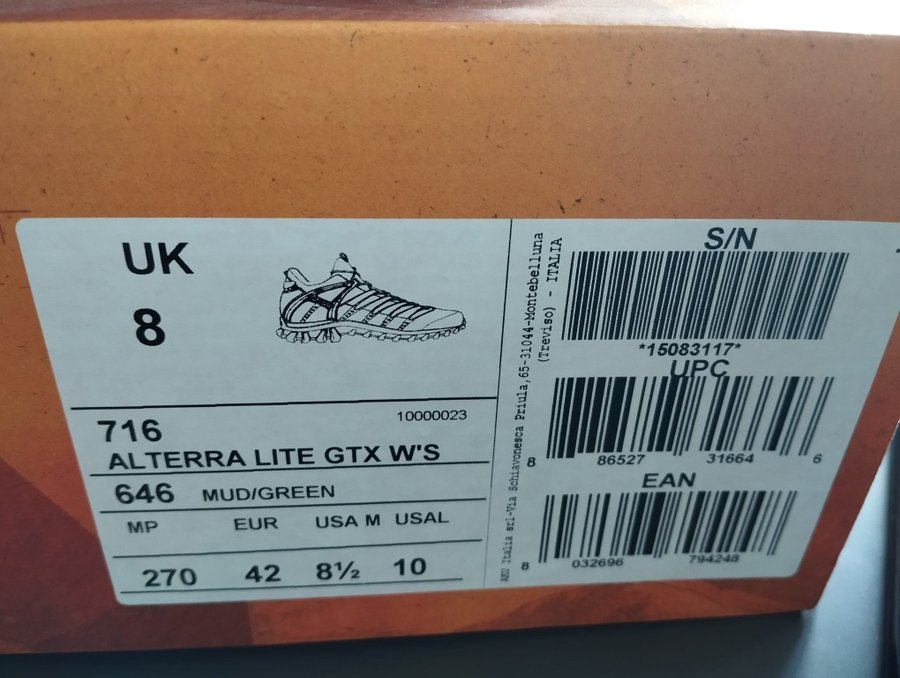 UK
8
716
10000023
ALTERRA LITE GTX W'S
646 MUD/GREEN
MP EUR USA M USAL
270 42 8½ 10
AKU Italia srl-Via Schiavonesca Priula,65-31044-Montebelluna
(Treviso) - ITALIA
S/N
*15083117*
UPC
8 86527 31664 6
EAN
8 032696 794248